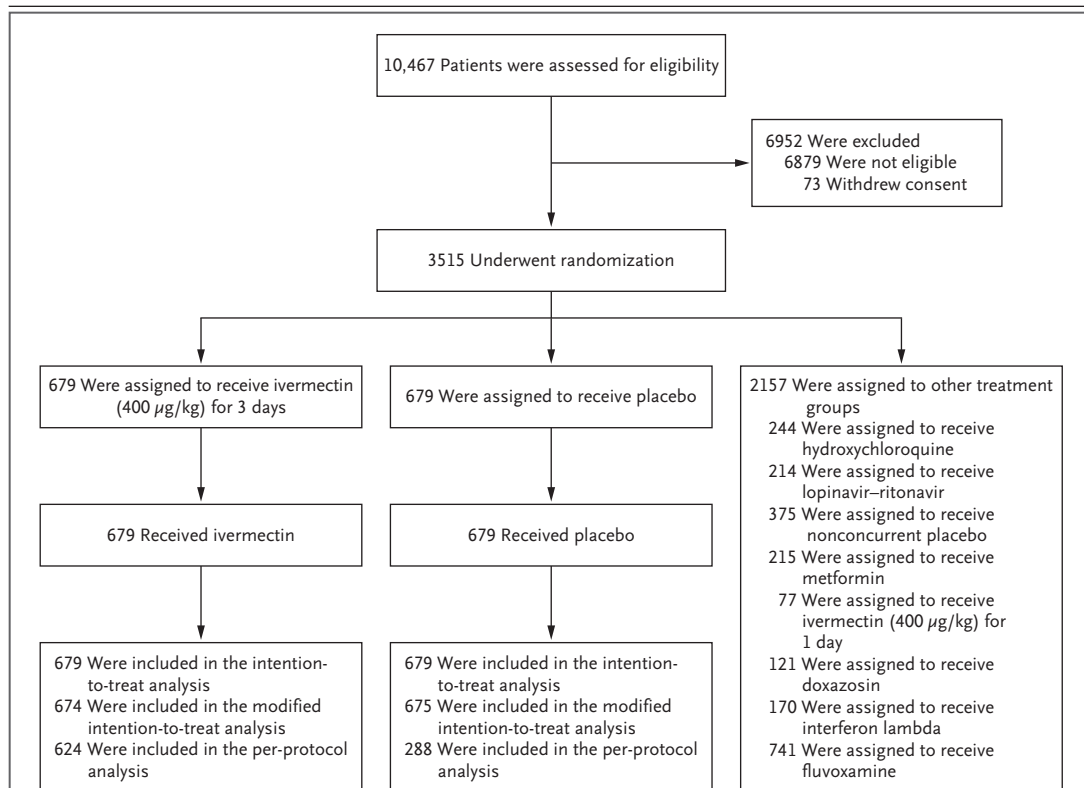 10,467 Patients were assessed for eligibility
6952 Were excluded
6879 Were not eligible
73 Withdrew consent
3515 Underwent randomization
679 Were assigned to receive ivermectin
(400 µg/kg) for 3 days
679 Were assigned to receive placebo
2157 Were assigned to other treatment
groups
244 Were assigned to receive
hydroxychloroquine
214 Were assigned to receive
lopinavir–ritonavir
375 Were assigned to receive
nonconcurrent placebo
215 Were assigned to receive
metformin
77 Were assigned to receive
ivermectin (400 µg/kg) for
1 day
121 Were assigned to receive
doxazosin
170 Were assigned to receive
interferon lambda
741 Were assigned to receive
fluvoxamine
679 Received ivermectin
679 Received placebo
679 Were included in the intention-
to-treat analysis
674 Were included in the modified
intention-to-treat analysis
624 Were included in the per-protocol
analysis
679 Were included in the intention-
to-treat analysis
675 Were included in the modified
intention-to-treat analysis
288 Were included in the per-protocol
analysis